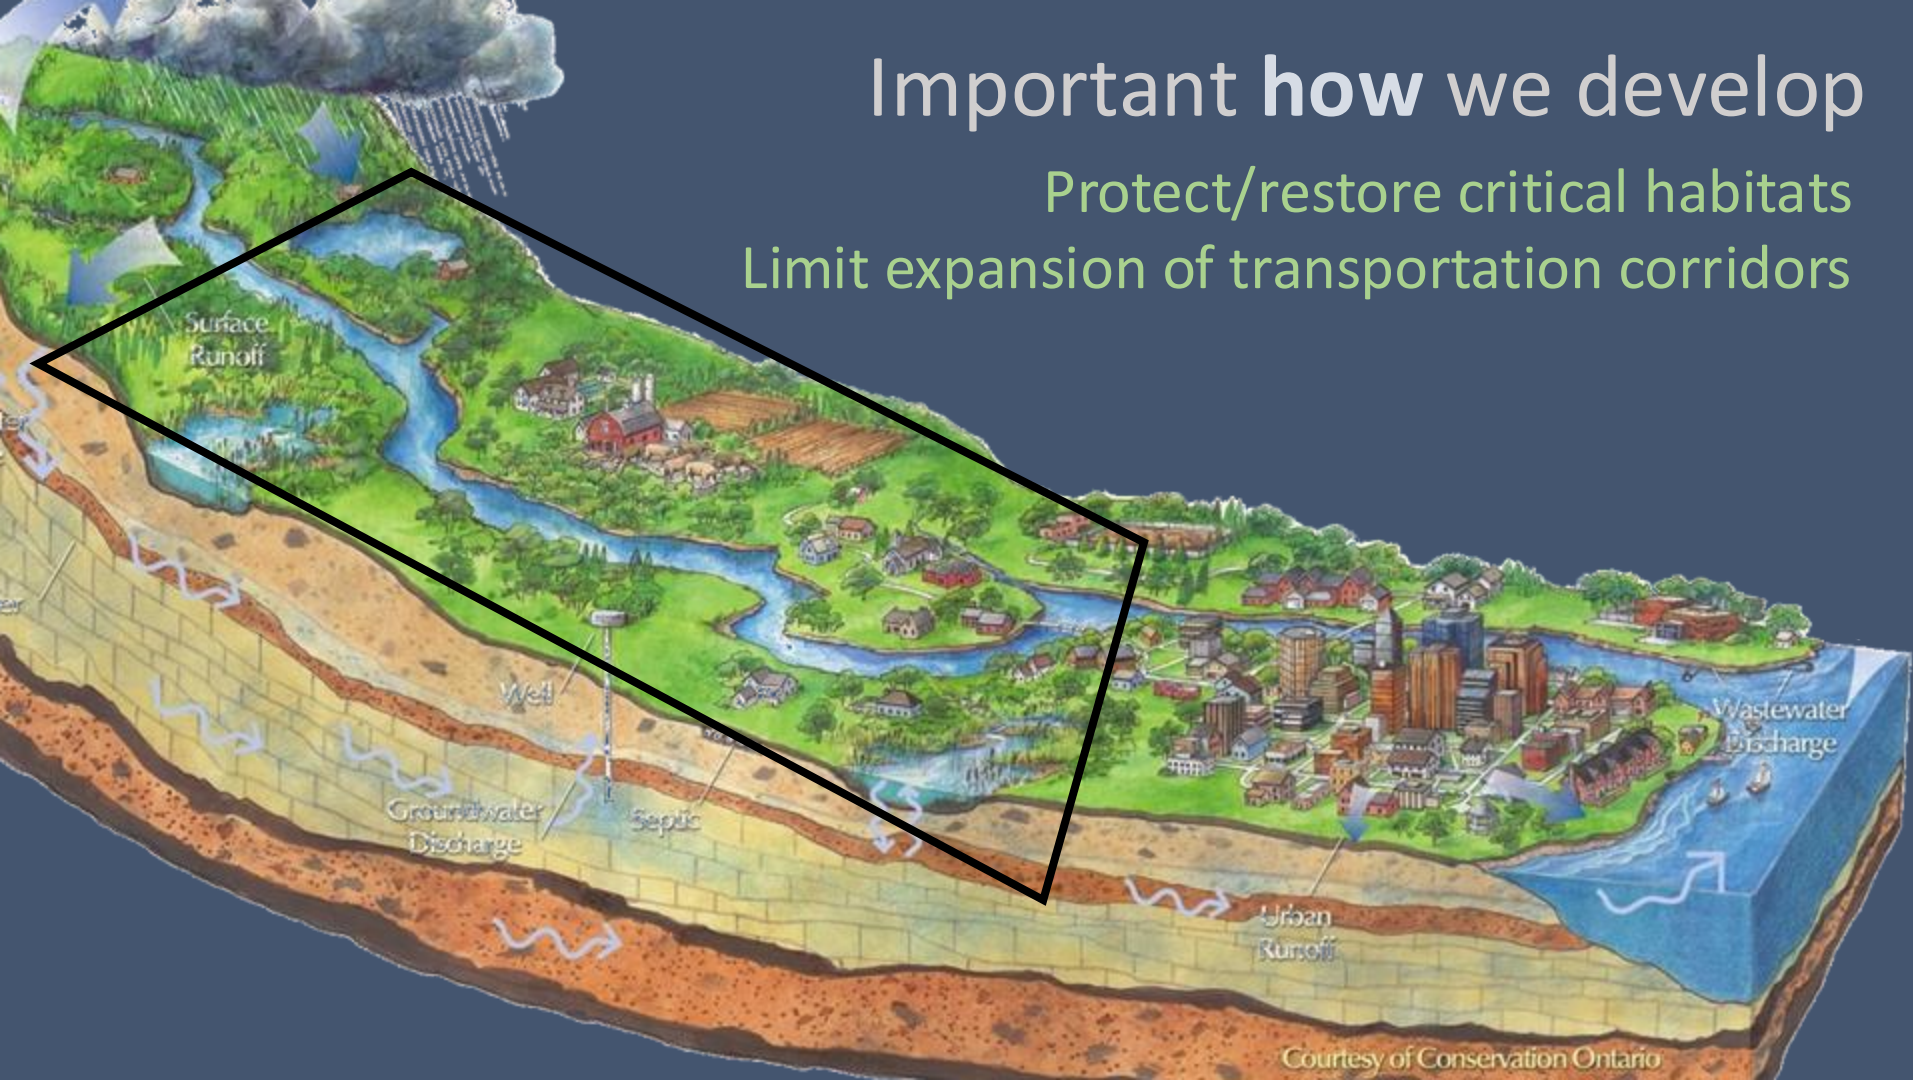 Important how we develop
Protect/restore critical habitats
Limit expansion of transportation corridors
Surface
Runoff
Well
Groundwater
Discharge
Septic
Wastewater
Discharge
Urban
Runoff
Courtesy of Conservation Ontario